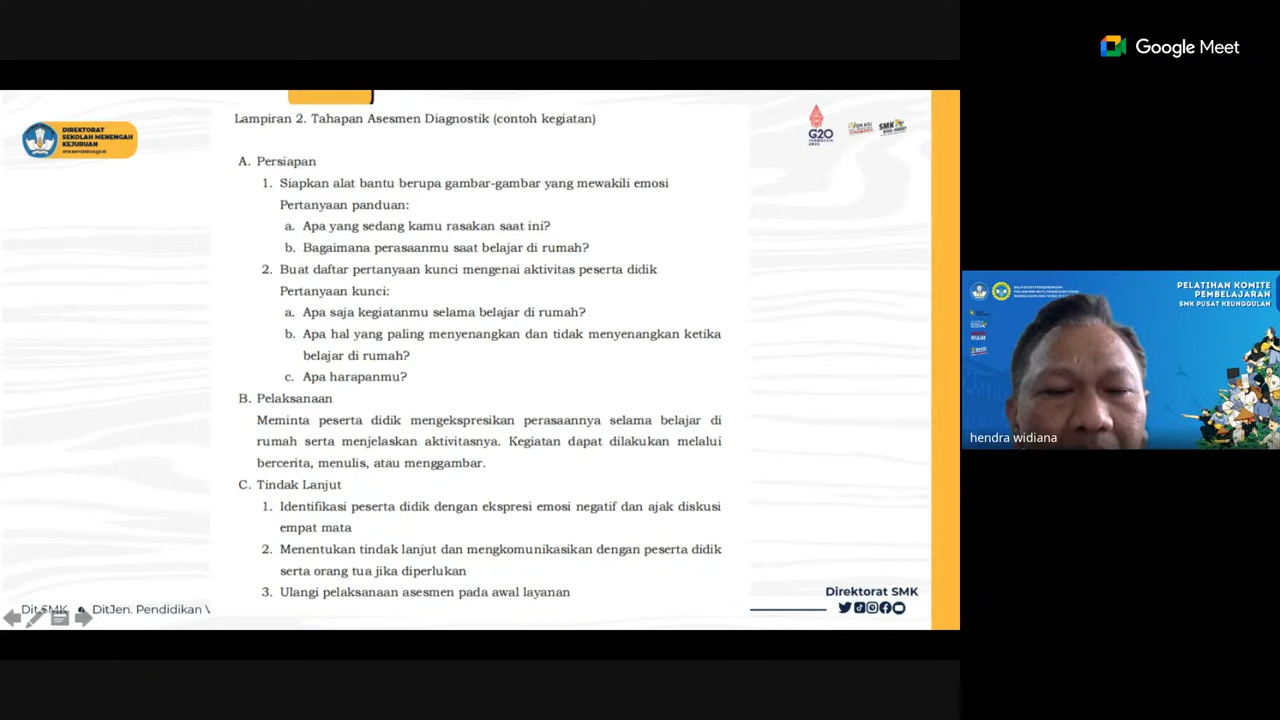 Google Meet
Lampiran 2. Tahapan Asesmen Diagnostik (contoh kegiatan)
DIREKTORAT
SEKOLAH MENENGAH
KEJURUAN
G20
A. Persiapan
1. Siapkan alat bantu berupa gambar-gambar yang mewakili emosi
Pertanyaan panduan:
a. Apa yang sedang kamu rasakan saat ini?
b. Bagaimana perasaanmu saat belajar di rumah?
2. Buat daftar pertanyaan kunci mengenai aktivitas peserta didik
Pertanyaan kunci:
a. Apa saja kegiatanmu selama belajar di rumah?
b. Apa hal yang paling menyenangkan dan tidak menyenangkan ketika
belajar di rumah?
c. Apa harapanmu?
B. Pelaksanaan
Meminta peserta didik mengekspresikan perasaannya selama belajar di
rumah serta menjelaskan aktivitasnya. Kegiatan dapat dilakukan melalui
bercerita, menulis, atau menggambar.
C. Tindak Lanjut
1. Identifikasi peserta didik dengan ekspresi emosi negatif dan ajak diskusi
empat mata
2. Menentukan tindak lanjut dan mengkomunikasikan dengan peserta didik
serta orang tua jika diperlukan
3. Ulangi pelaksanaan asesmen pada awal layanan
Dit SMK DitJen. Pendidikan V
Direktorat SMK
PELATIHAN KOMITE
PEMBELAJARAN
SMK PUSAT KEUNGGULAN
hendra widiana